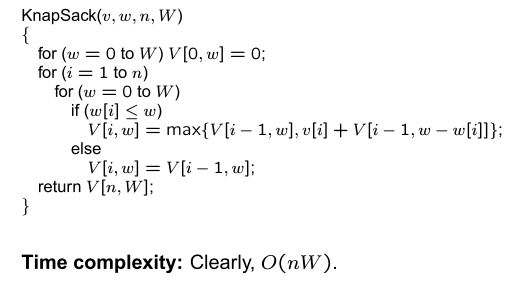 KnapSack(v, w, n, W)
{
for (w = 0 to W) V[0, w] = 0;
for (i = 1 to n)
for (w = 0 to W)
if (w[i] ≤ w)
V[i, w] = max{V[i − 1, w], v[i] + V[i − 1, w − w[i]]};
else
V[i, w] = V[i − 1, w];
return V[n, W];
}
Time complexity: Clearly, O(nW).